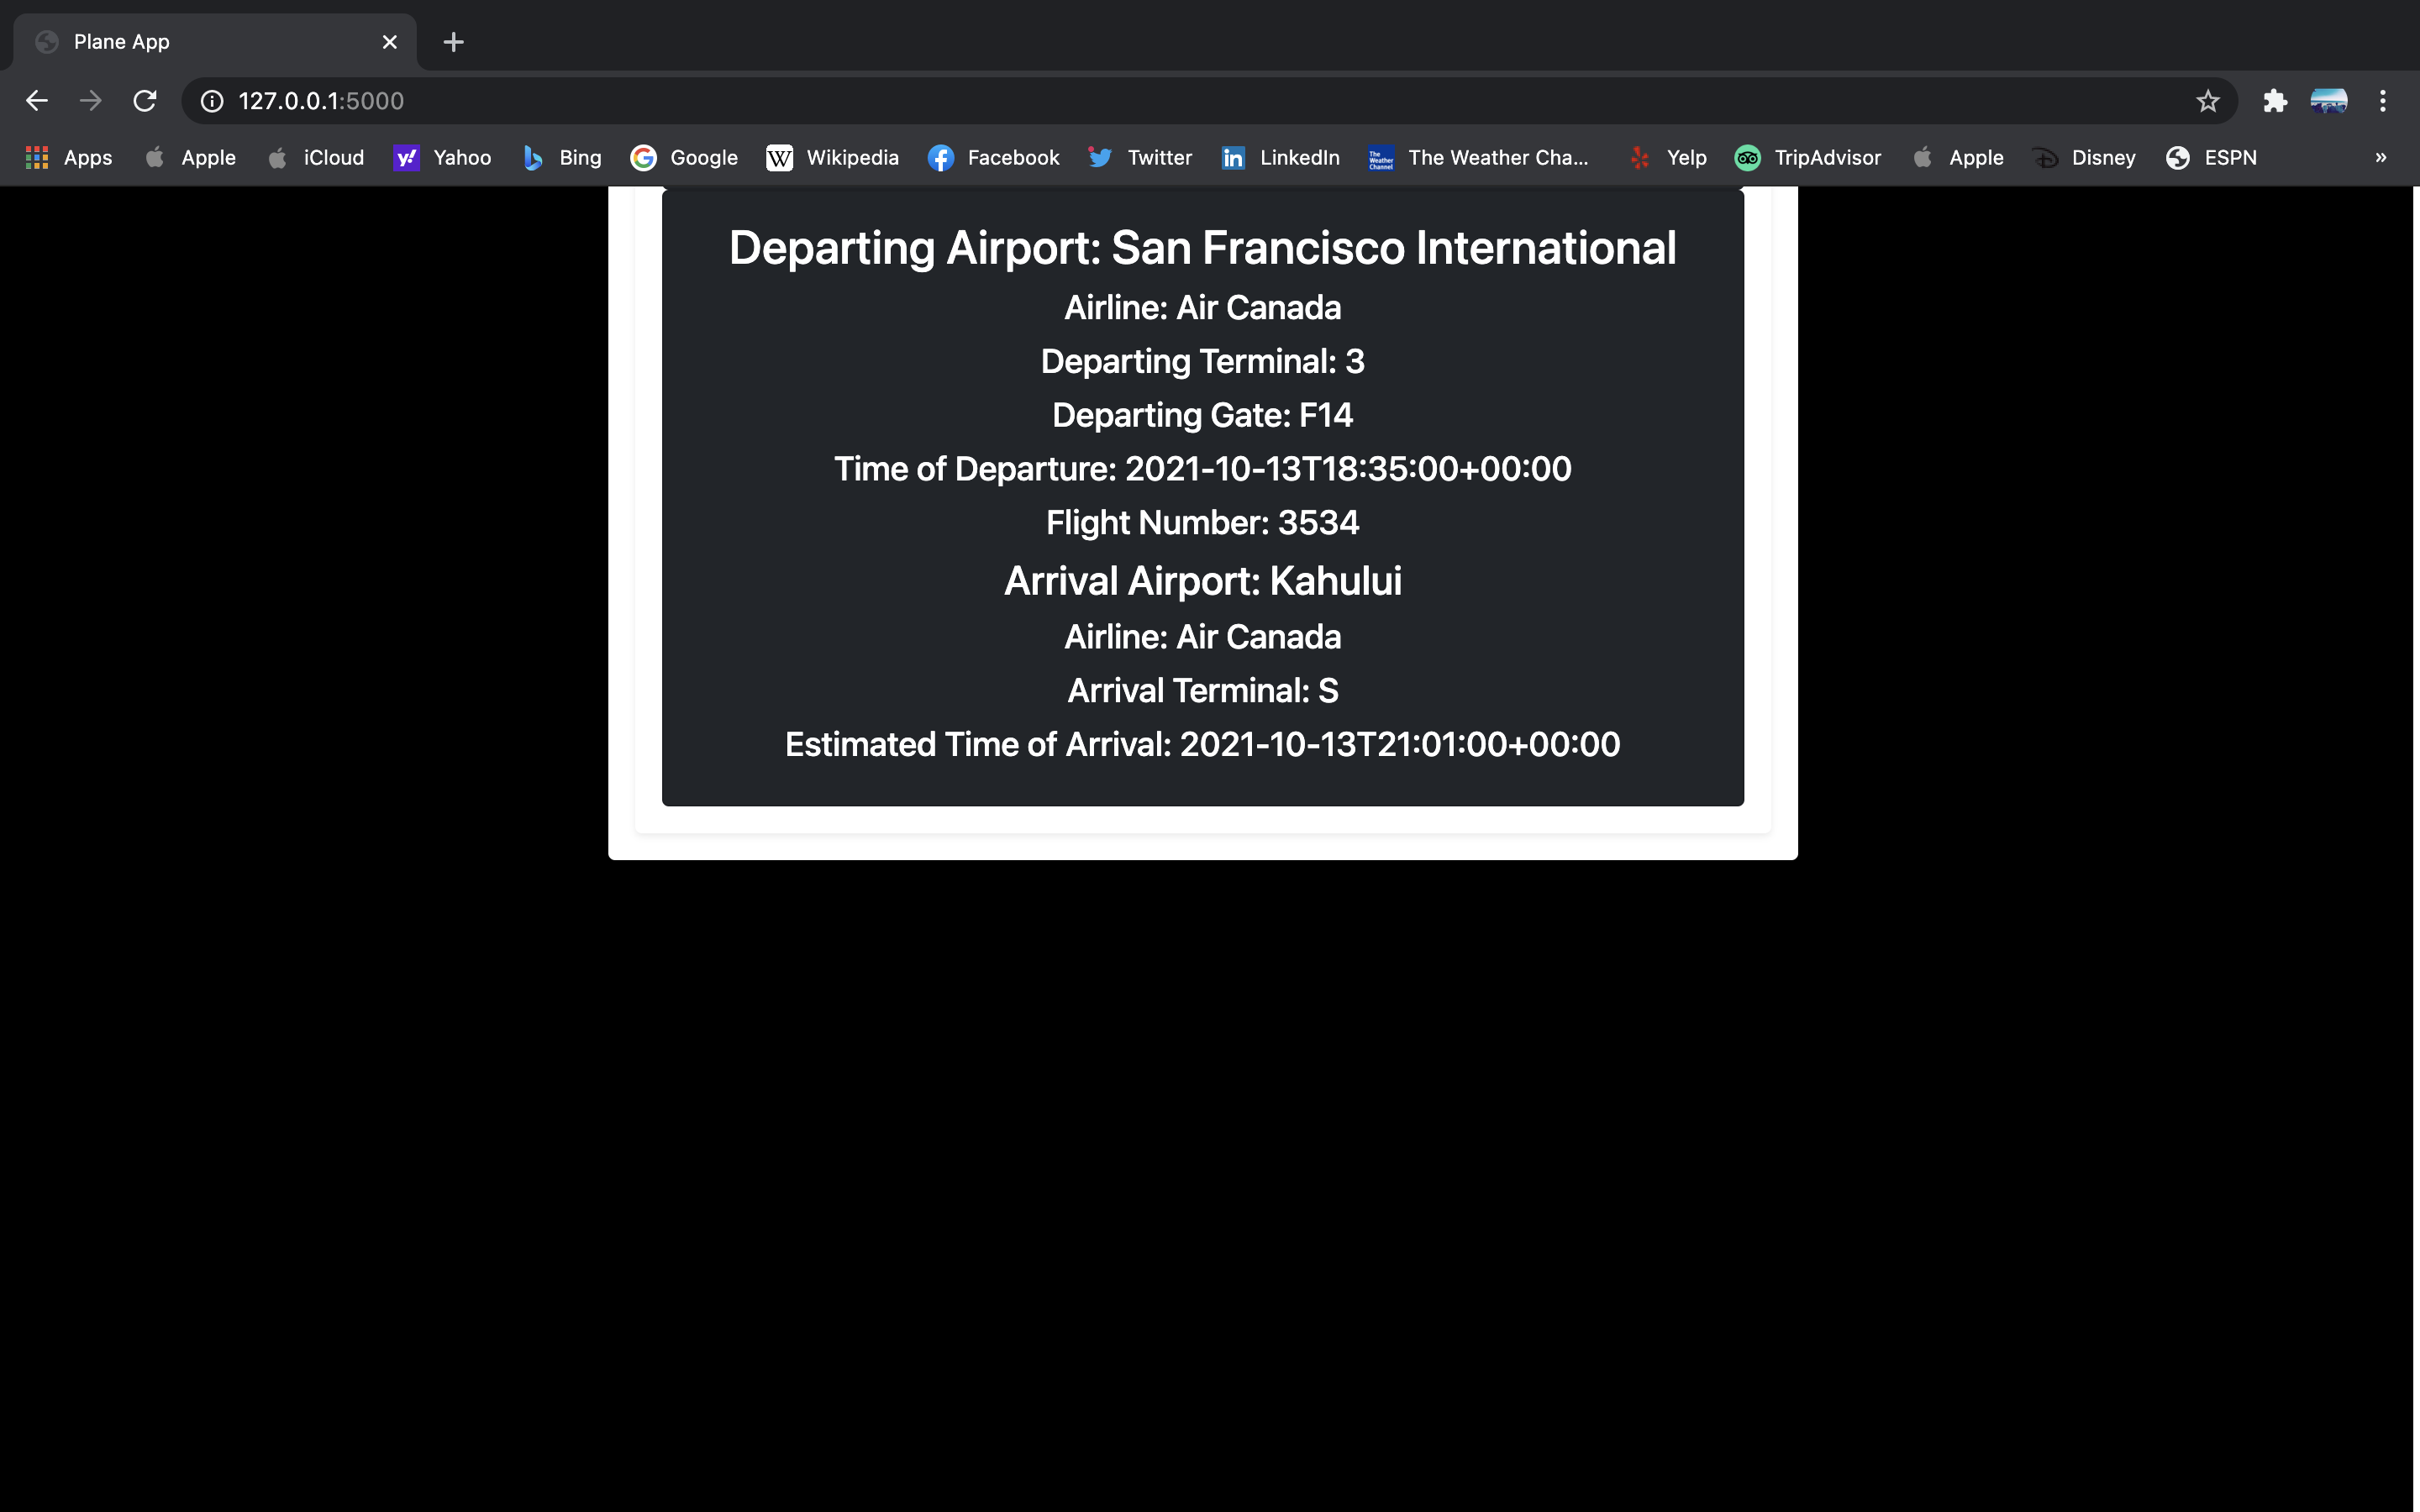 Plane App
127.0.0.1:5000
Apps Apple iCloud Yahoo Bing Google Wikipedia Facebook Twitter LinkedIn The Weather Cha... Yelp TripAdvisor Apple Disney ESPN »
Departing Airport: San Francisco International
Airline: Air Canada
Departing Terminal: 3
Departing Gate: F14
Time of Departure: 2021-10-13T18:35:00+00:00
Flight Number: 3534
Arrival Airport: Kahului
Airline: Air Canada
Arrival Terminal: S
Estimated Time of Arrival: 2021-10-13T21:01:00+00:00